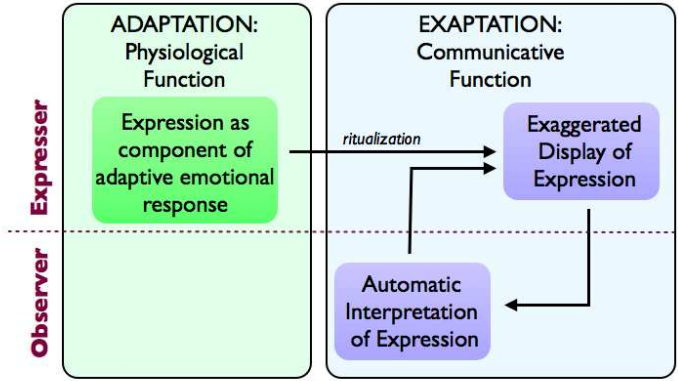 ADAPTATION:
Physiological
Function
EXAPTATION:
Communicative
Function
Expresser
Expression as
component of
adaptive emotional
response
ritualization
Exaggerated
Display of
Expression
Observer
Automatic
Interpretation
of Expression